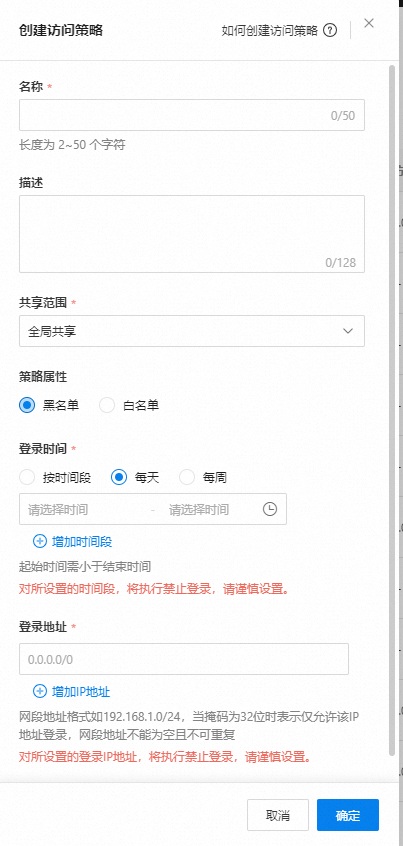 创建访问策略 如何创建访问策略 ?
名称 *
0/50
长度为 2~50 个字符
描述
0/128
共享范围 *
全局共享
策略属性
黑名单 白名单
登录时间 *
按时间段 每天 每周
请选择时间 - 请选择时间
增加时间段
起始时间需小于结束时间
对所设置的时间段，将执行禁止登录，请谨慎设置。
登录地址 *
0.0.0.0/0
增加IP地址
网段地址格式如192.168.1.0/24，当掩码为32位时表示仅允许该IP
地址登录，网段地址不能为空且不可重复
对所设置的登录IP地址，将执行禁止登录，请谨慎设置。
取消 确定